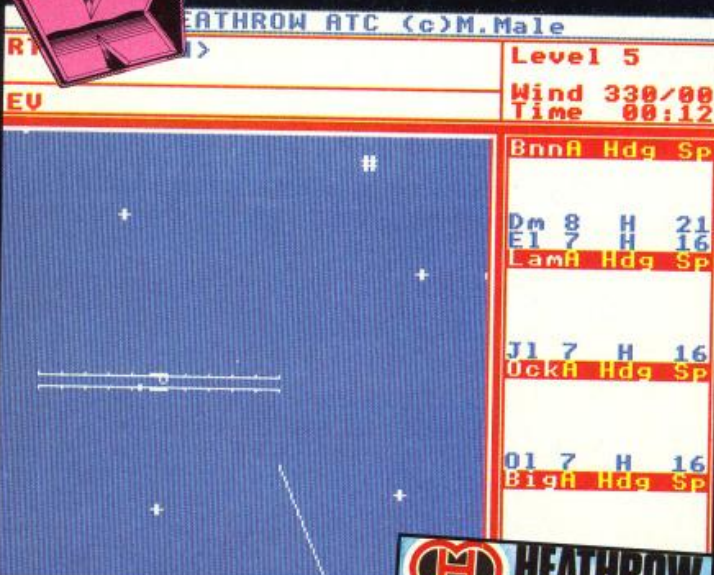 EATHROW ATC (c)M.Male
>
Level 5
Wind 330/00
Time 00:12
EV
BnnA Hdg Sp
Dm 8 H 21
El 7 H 16
LamA Hdg Sp
Jl 7 H 16
OckA Hdg Sp
Ol 7 H 16
BigA Hdg Sp
HEATHROW